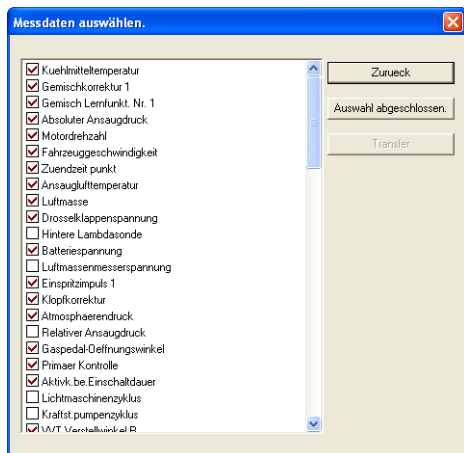 Messdaten auswählen.
Kuehlmitteltemperatur
Gemischkorrektur 1
Gemisch Lernfunkt. Nr. 1
Absoluter Ansaugdruck
Motordrehzahl
Fahrzeuggeschwindigkeit
Zuendzeit punkt
Ansauglufttemperatur
Luftmasse
Drosselklappenspannung
Hintere Lambdasonde
Batteriespannung
Luftmassenmesserspannung
Einspritzimpuls 1
Klopfkorrektur
Atmosphaerendruck
Relativer Ansaugdruck
Gaspedal-Oeffnungswinkel
Primaer Kontrolle
Aktivk.be.Einschaltdauer
Lichtmaschinenzyklus
Kraftst.pumpenzyklus
VVT Verstellwinkel R
Zurueck
Auswahl abgeschlossen.
Transfer